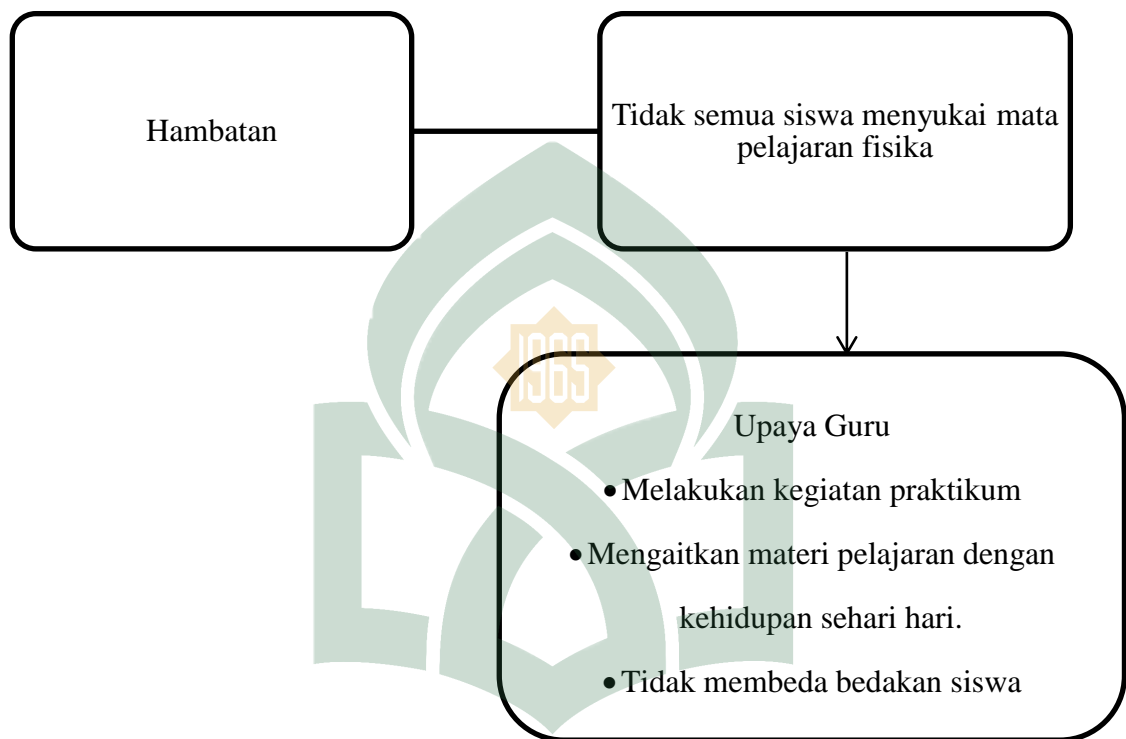 Hambatan
Tidak semua siswa menyukai mata
pelajaran fisika
1965
Upaya Guru
•Melakukan kegiatan praktikum
•Mengaitkan materi pelajaran dengan
kehidupan sehari hari.
•Tidak membeda bedakan siswa